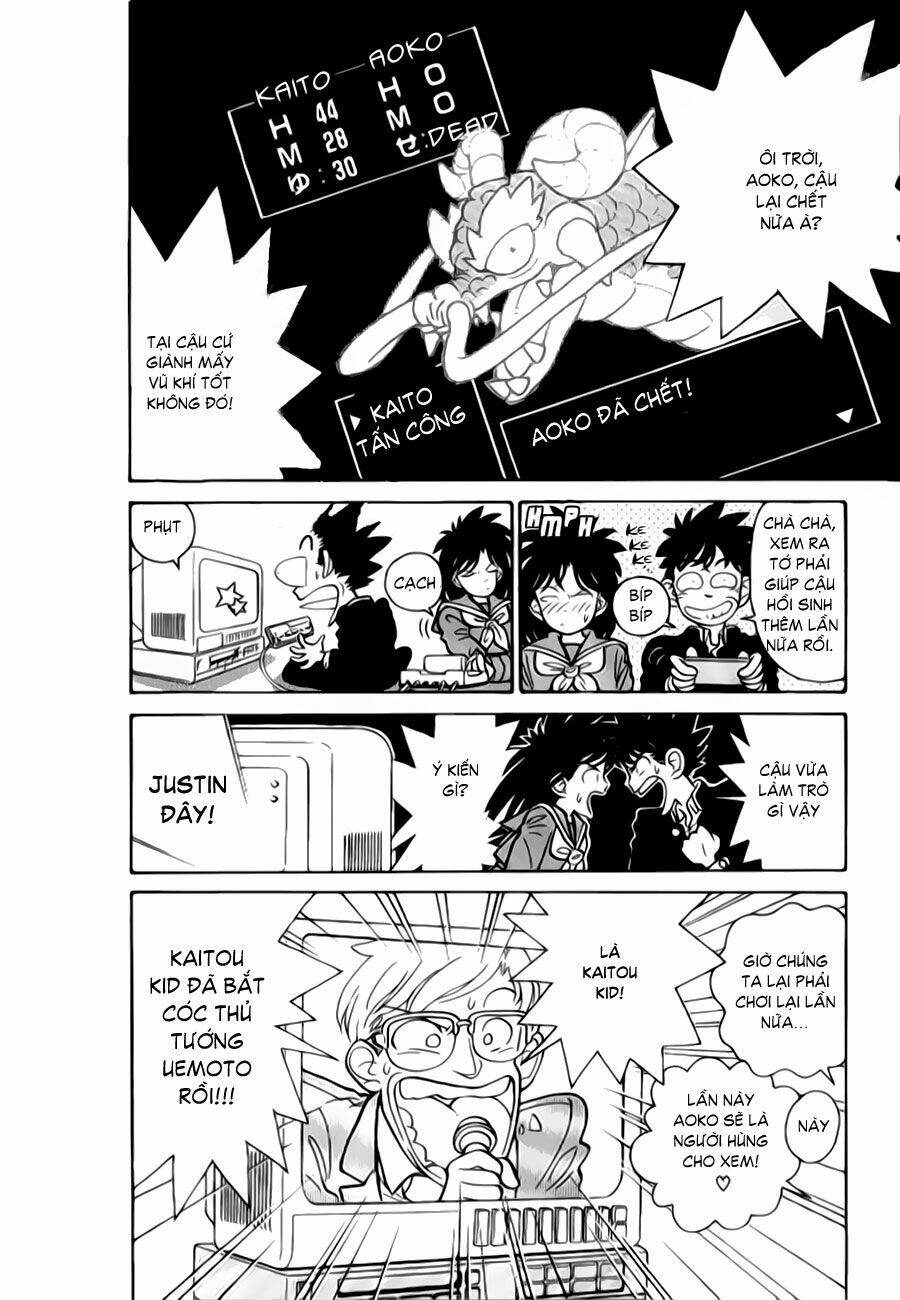 KAITO
H 44
M 28
ゆ : 30
AOKO
H 0
M 0
せ:DEAD
ÔI TRỜI,
AOKO, CẬU
LẠI CHẾT
NỮA À?
TẠI CẬU CỨ
GIÀNH MẤY
VŨ KHÍ TỐT
KHÔNG ĐÓ!
KAITO
TẤN CÔNG
AOKO ĐÃ CHẾT!
CHÀ CHÀ,
XEM RA
TỚ PHẢI
GIÚP CẬU
HỒI SINH
THÊM LẦN
NỮA RỒI.
KE
KE
KE
BÍP
BÍP
HMPH
CẠCH
PHỤT
CẬU VỪA
LÀM TRÒ
GÌ VẬY
Ý KIẾN
GÌ?
JUSTIN
ĐÂY!
GIỜ CHÚNG
TA LẠI PHẢI
CHƠI LẠI LẦN
NỮA...
LẦN NÀY
AOKO SẼ LÀ
NGƯỜI HÙNG
CHO XEM!
♡
NÀY
LÀ
KAITOU
KID!
KAITOU
KID ĐÃ BẮT
CÓC THỦ
TƯỚNG
UEMOTO
RỒI!!!